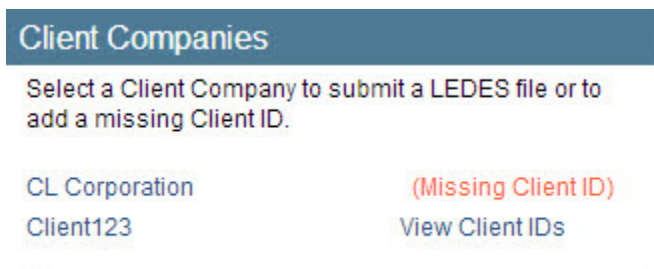 Client Companies
Select a Client Company to submit a LEDES file or to
add a missing Client ID.
CL Corporation (Missing Client ID)
Client123 View Client IDs